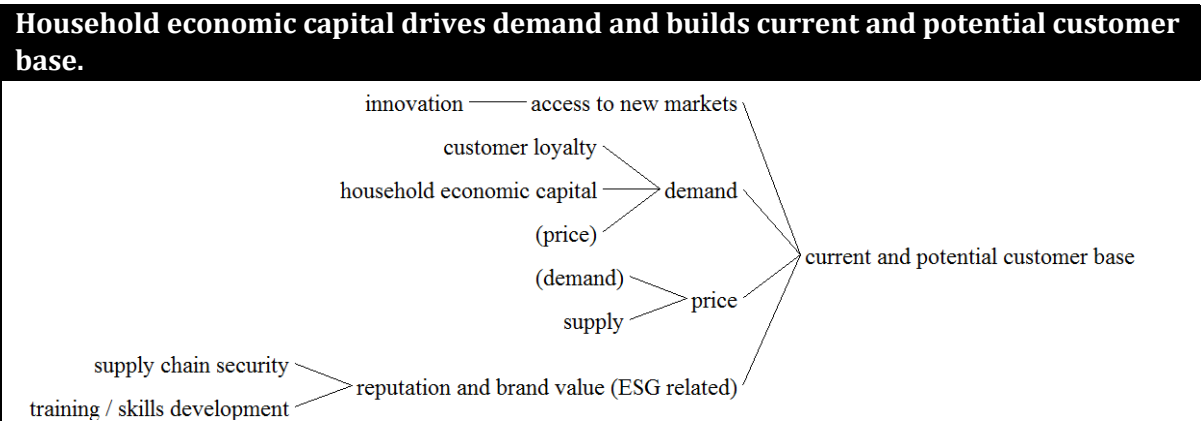 Household economic capital drives demand and builds current and potential customer
base.
innovation access to new markets
customer loyalty
household economic capital demand
(price)
current and potential customer base
(demand)
price
supply
supply chain security
reputation and brand value (ESG related)
training / skills development